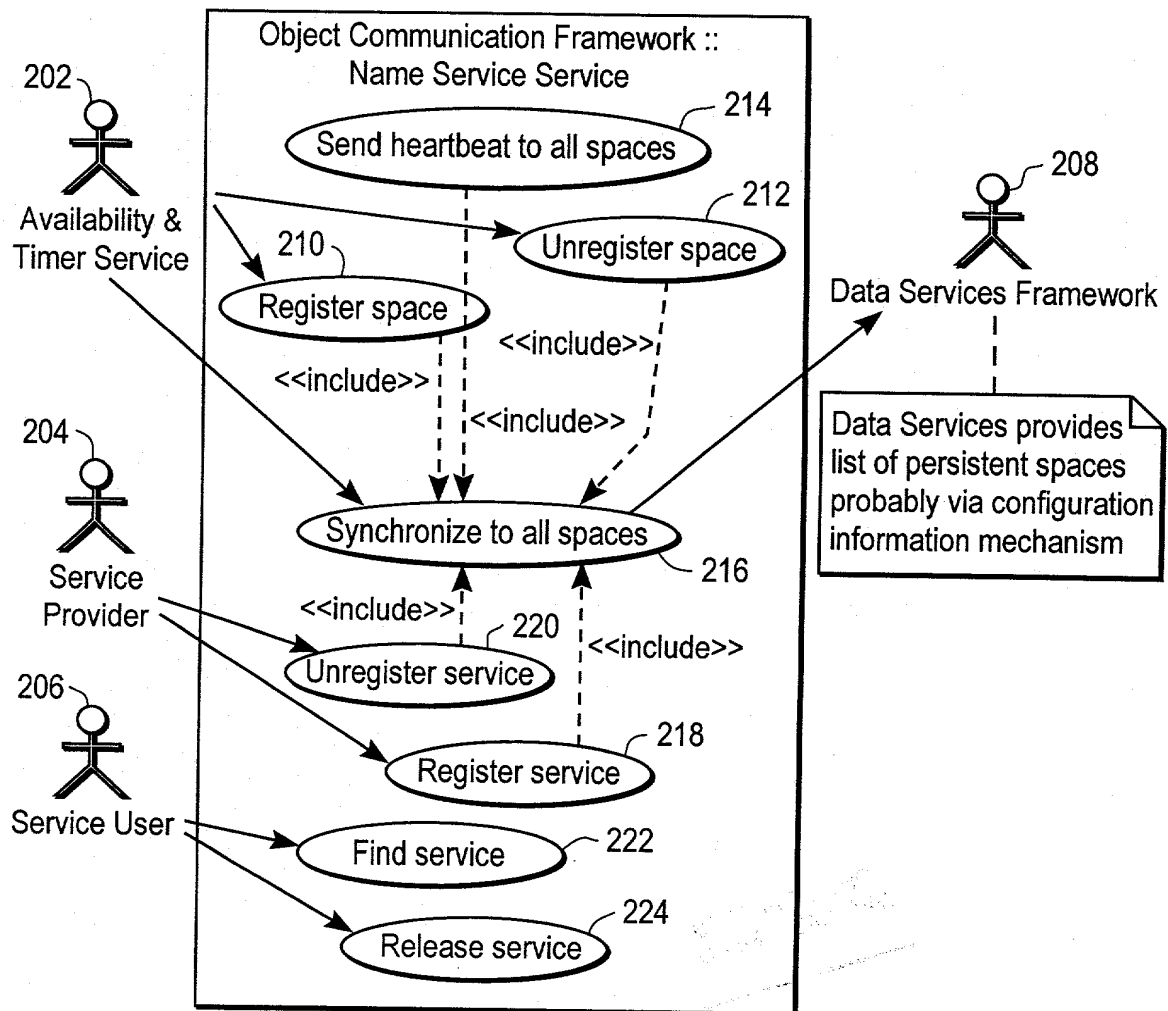 Object Communication Framework ::
Name Service Service
202
214
Send heartbeat to all spaces
208
212
Availability &
Timer Service
210
Unregister space
Register space
Data Services Framework
<<include>>
<<include>>
<<include>>
204
Data Services provides
list of persistent spaces
probably via configuration
information mechanism
Synchronize to all spaces
216
Service
Provider
<<include>>
220
<<include>>
Unregister service
206
218
Register service
Service User
Find service
222
224
Release service